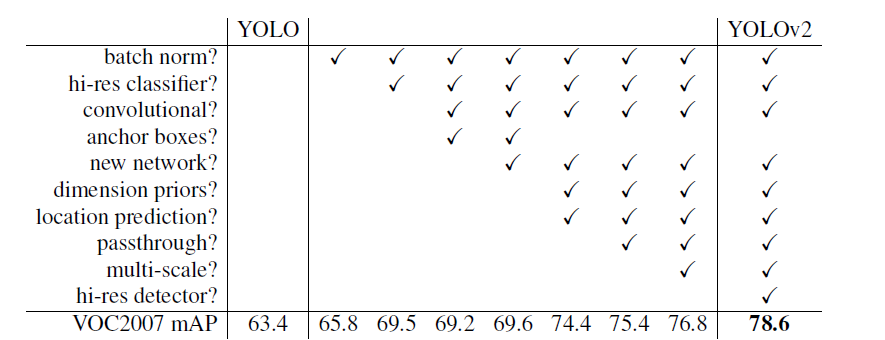 YOLO YOLOv2
batch norm? ✓ ✓ ✓ ✓ ✓ ✓ ✓ ✓
hi-res classifier? ✓ ✓ ✓ ✓ ✓ ✓ ✓
convolutional? ✓ ✓ ✓ ✓ ✓ ✓
anchor boxes? ✓ ✓
new network? ✓ ✓ ✓ ✓ ✓
dimension priors? ✓ ✓ ✓ ✓
location prediction? ✓ ✓ ✓ ✓
passthrough? ✓ ✓ ✓
multi-scale? ✓ ✓
hi-res detector? ✓
VOC2007 mAP 63.4 65.8 69.5 69.2 69.6 74.4 75.4 76.8 78.6